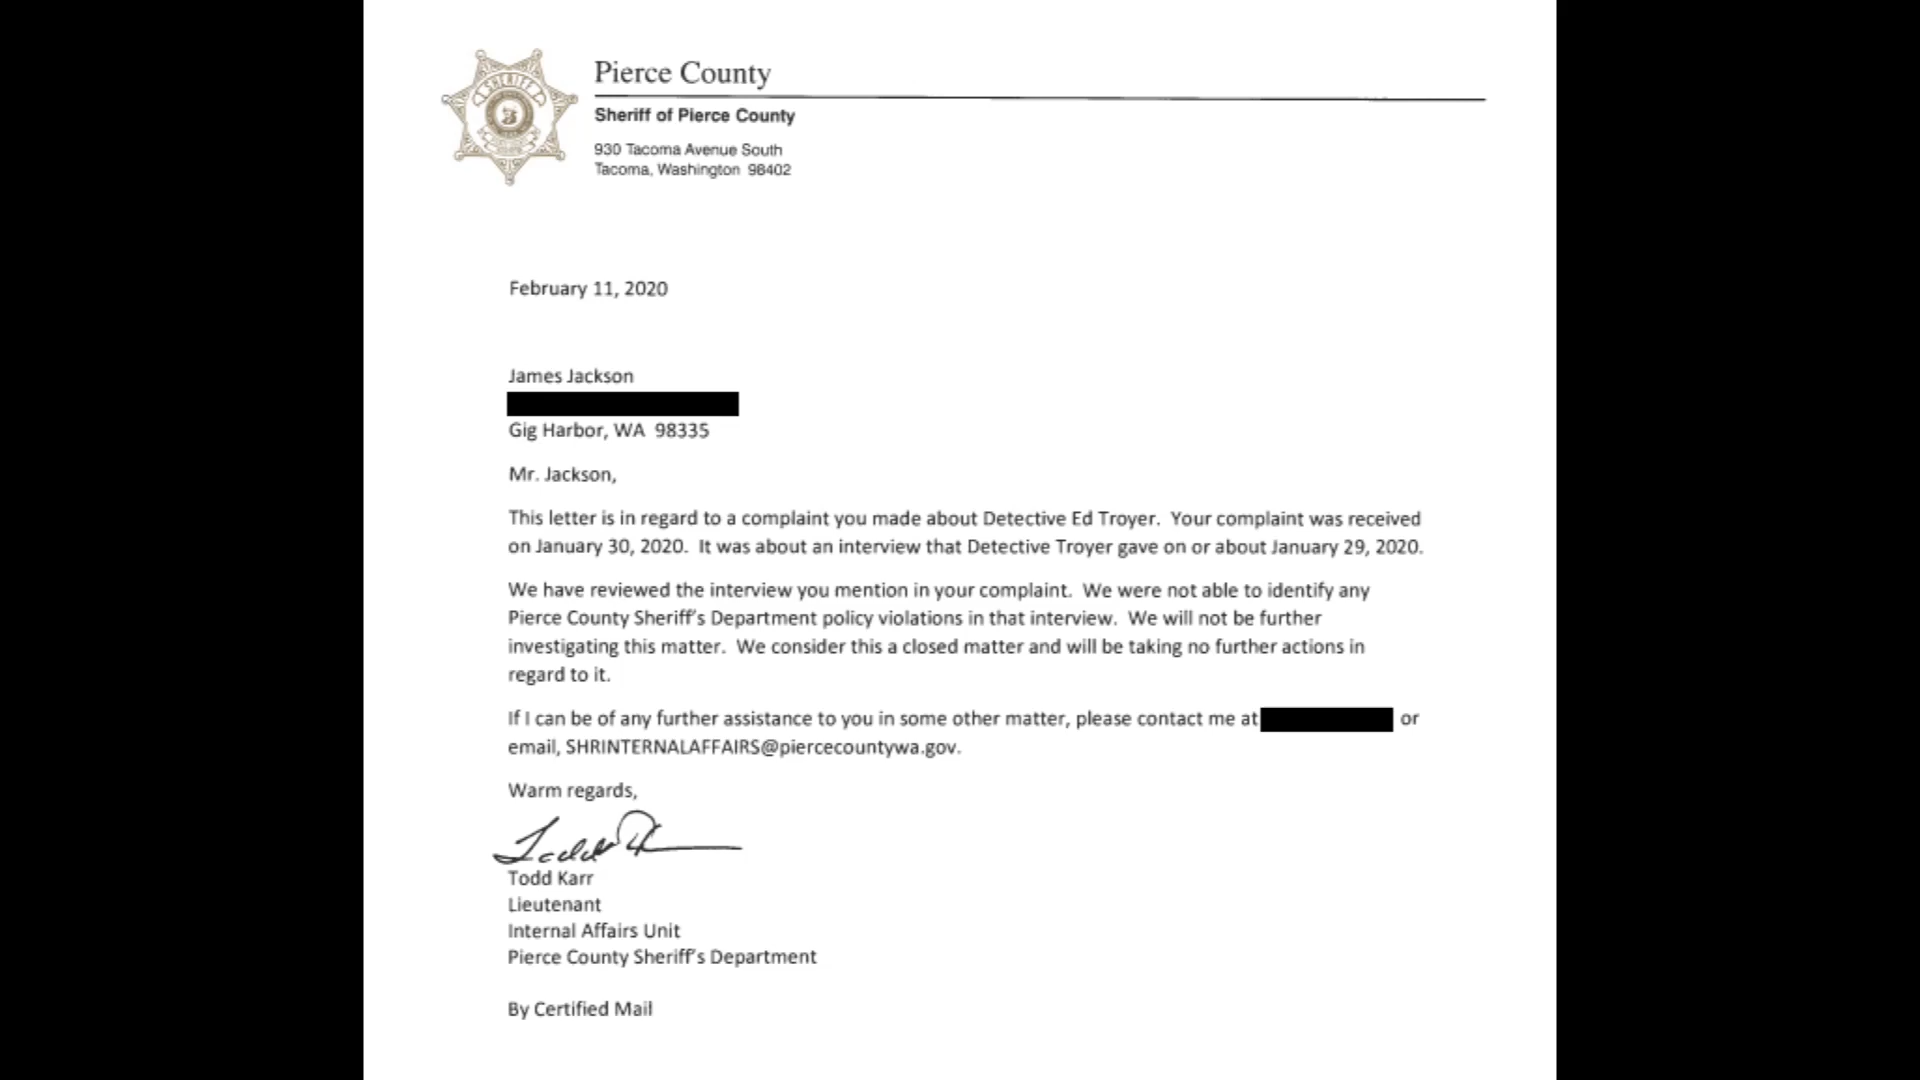 SHERIFF
Pierce County
Sheriff of Pierce County
930 Tacoma Avenue South
Tacoma, Washington 98402
February 11, 2020
James Jackson
Gig Harbor, WA 98335
Mr. Jackson,
This letter is in regard to a complaint you made about Detective Ed Troyer. Your complaint was received
on January 30, 2020. It was about an interview that Detective Troyer gave on or about January 29, 2020.
We have reviewed the interview you mention in your complaint. We were not able to identify any
Pierce County Sheriff's Department policy violations in that interview. We will not be further
investigating this matter. We consider this a closed matter and will be taking no further actions in
regard to it.
If I can be of any further assistance to you in some other matter, please contact me at or
email, SHRINTERNALAFFAIRS@piercecountywa.gov.
Warm regards,
Todd Karr
Lieutenant
Internal Affairs Unit
Pierce County Sheriff's Department
By Certified Mail